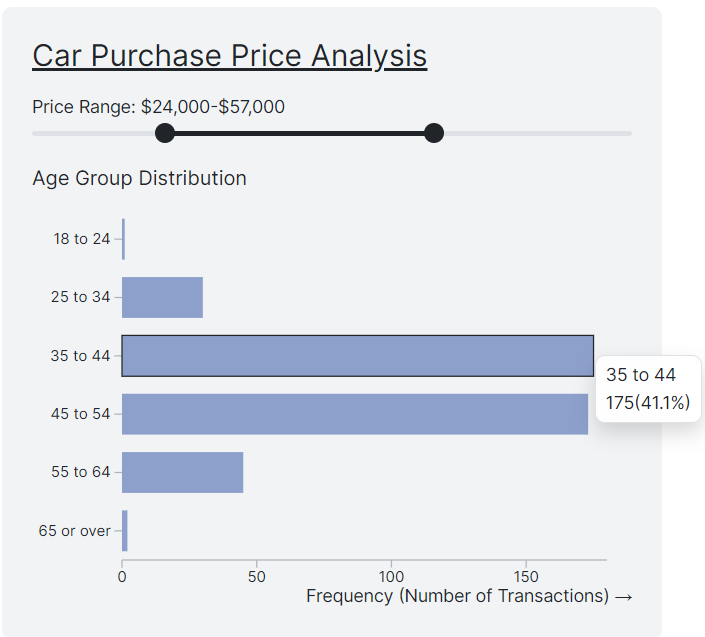 Car Purchase Price Analysis
Price Range: $24,000-$57,000
Age Group Distribution
18 to 24
25 to 34
35 to 44
35 to 44
175(41.1%)
45 to 54
55 to 64
65 or over
0 50 100 150
Frequency (Number of Transactions) →